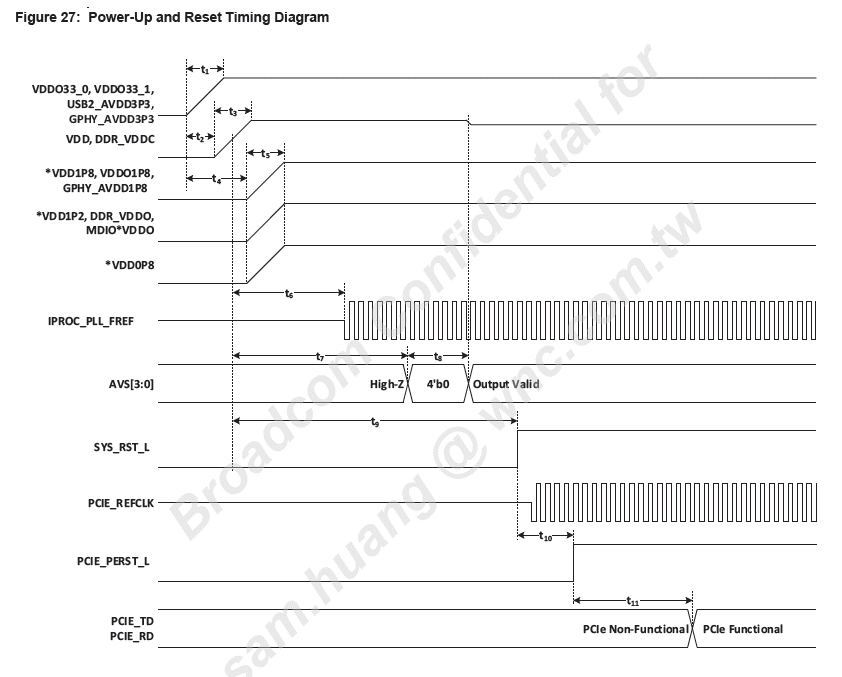 Figure 27: Power-Up and Reset Timing Diagram
t1
VDDO33_0, VDDO33_1,
USB2_AVDD3P3,
GPHY_AVDD3P3
t3
t2
VDD, DDR_VDDC
t5
*VDD1P8, VDDO1P8,
GPHY_AVDD1P8
t4
*VDD1P2, DDR_VDDO,
MDIO*VDDO
*VDD0P8
t6
IPROC_PLL_FREF
t7
t8
AVS[3:0]
High-Z
4'b0
Output Valid
t9
SYS_RST_L
PCIE_REFCLK
t10
PCIE_PERST_L
t11
PCIE_TD
PCIE_RD
PCIe Non-Functional
PCIe Functional
Broadcom Confidential for
sam.huang @ wnc.com.tw